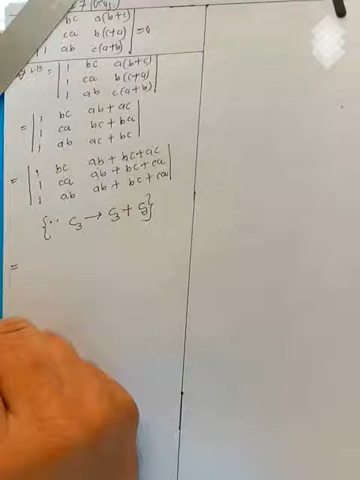 bc a(b+c)
ca b(c+a) = 0
1 ab c(a+b)
= | 1 bc a(b+c) |
| 1 ca b(c+a) |
| 1 ab c(a+b) |
= | 1 bc ab+ac |
| 1 ca bc+ba |
| 1 ab ac+bc |
= | 1 bc ab+bc+ac |
| 1 ca ab+bc+ca |
| 1 ab ab+bc+ca |
{∵ C₃ → C₃ + C₂}
=